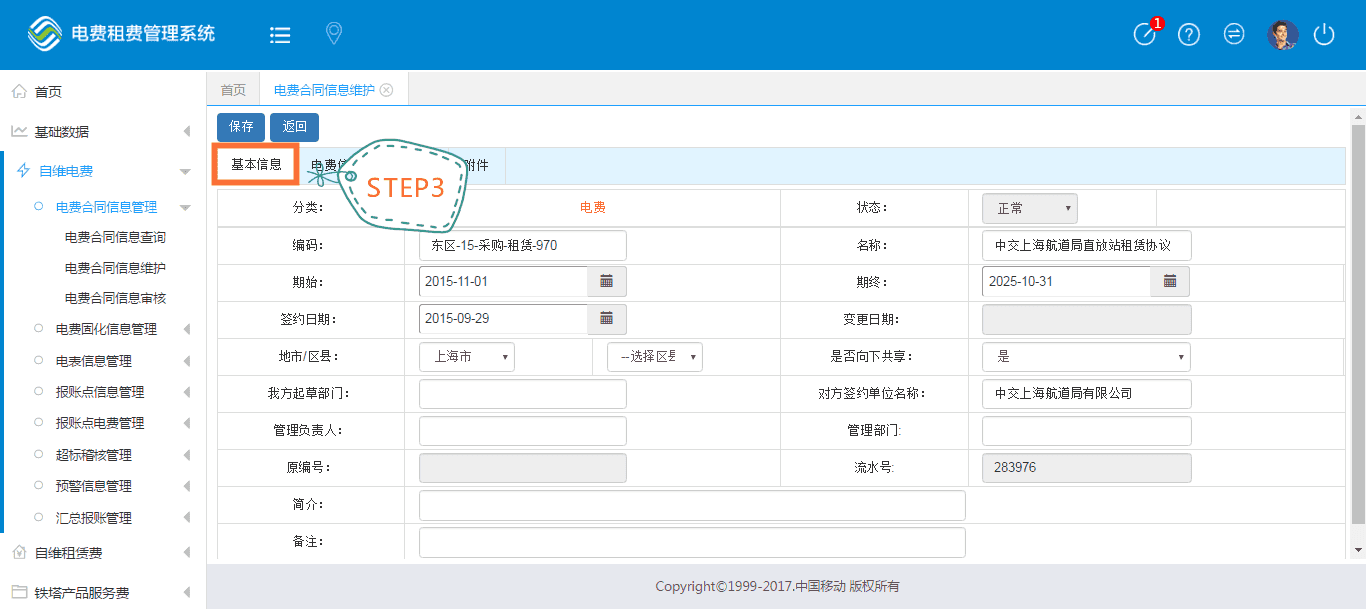 电费租费管理系统
1
首页
基础数据
自维电费
电费合同信息管理
电费合同信息查询
电费合同信息维护
电费合同信息审核
电费固化信息管理
电表信息管理
报账点信息管理
报账点电费管理
超标稽核管理
预警信息管理
汇总报账管理
自维租赁费
铁塔产品服务费
首页 电费合同信息维护
保存 返回
基本信息 电费 附件
STEP3
分类： 电费 状态： 正常
编码： 东区-15-采购-租赁-970 名称： 中交上海航道局直放站租赁协议
期始： 2015-11-01 期终： 2025-10-31
签约日期： 2015-09-29 变更日期：
地市/区县： 上海市 --选择区县 是否向下共享： 是
我方起草部门： 对方签约单位名称： 中交上海航道局有限公司
管理负责人： 管理部门:
原编号： 流水号: 283976
简介：
备注：
Copyright©1999-2017.中国移动 版权所有